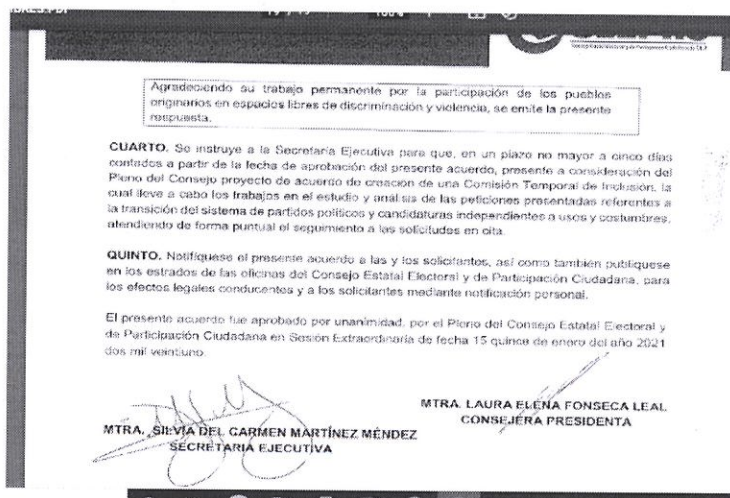 19 / 19
100%
Agradeciendo su trabajo permanente por la participación de los pueblos
originarios en espacios libres de discriminación y violencia, se emite la presente
respuesta.
CUARTO. Se instruye a la Secretaría Ejecutiva para que, en un plazo no mayor a cinco días
contados a partir de la fecha de aprobación del presente acuerdo, presente a consideración del
Pleno del Consejo proyecto de acuerdo de creación de una Comisión Temporal de Inclusión, la
cual lleve a cabo los trabajos en el estudio y análisis de las peticiones presentadas referentes a
la transición del sistema de partidos políticos y candidaturas independientes a usos y costumbres,
atendiendo de forma puntual el seguimiento a las solicitudes en cita.
QUINTO. Notifíquese el presente acuerdo a las y los solicitantes, así como también publíquese
en los estrados de las oficinas del Consejo Estatal Electoral y de Participación Ciudadana, para
los efectos legales conducentes y a los solicitantes mediante notificación personal.
El presente acuerdo fue aprobado por unanimidad, por el Pleno del Consejo Estatal Electoral y
de Participación Ciudadana en Sesión Extraordinaria de fecha 15 quince de enero del año 2021
dos mil veintiuno.
MTRA. LAURA ELENA FONSECA LEAL
CONSEJERA PRESIDENTA
MTRA. SILVIA DEL CARMEN MARTÍNEZ MÉNDEZ
SECRETARIA EJECUTIVA